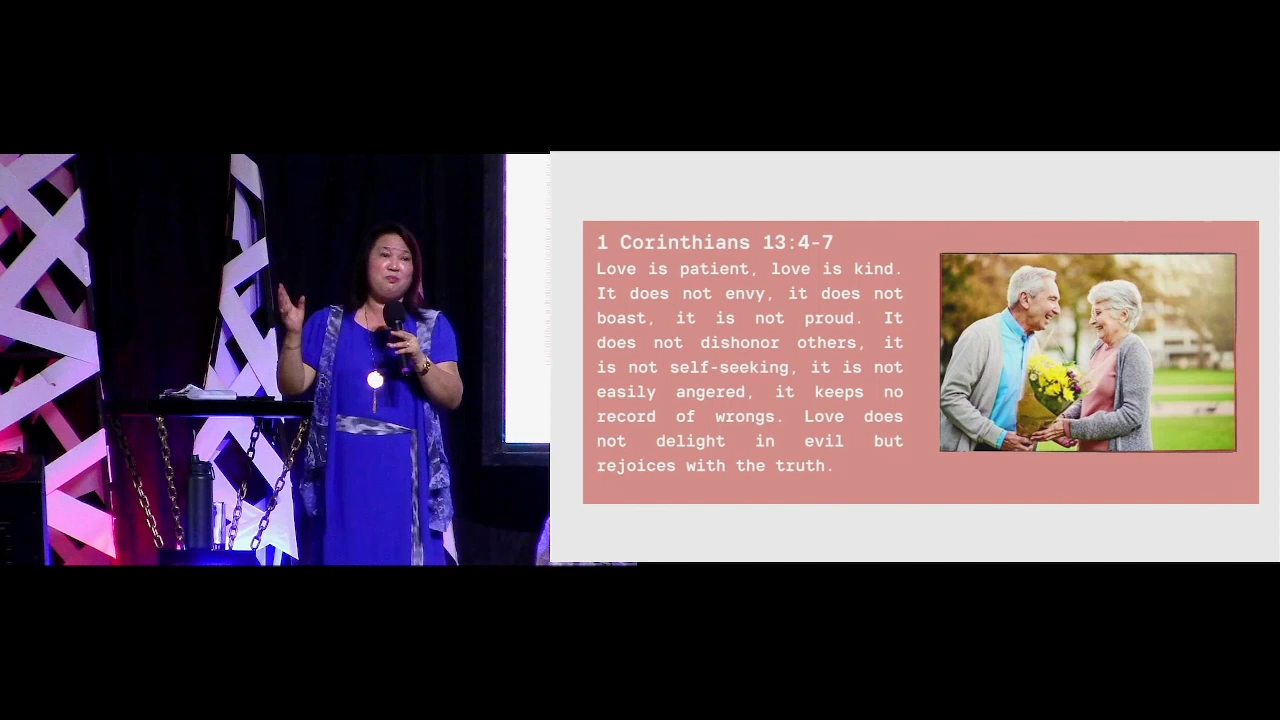 1 Corinthians 13:4-7
Love is patient, love is kind.
It does not envy, it does not
boast, it is not proud. It
does not dishonor others, it
is not self-seeking, it is not
easily angered, it keeps no
record of wrongs. Love does
not delight in evil but
rejoices with the truth.